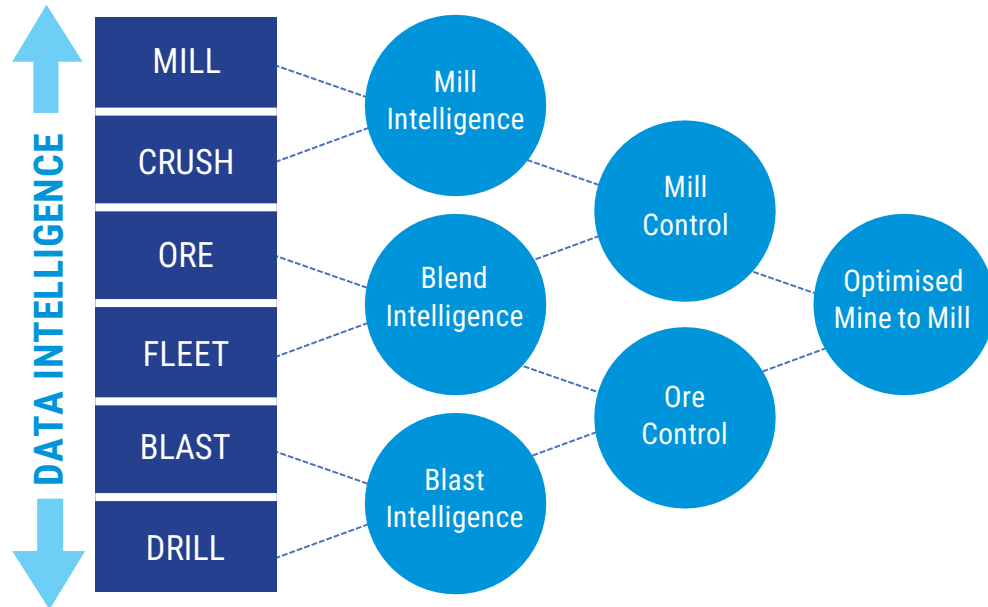 DATA INTELLIGENCE
MILL
CRUSH
ORE
FLEET
BLAST
DRILL
Mill
Intelligence
Blend
Intelligence
Blast
Intelligence
Mill
Control
Ore
Control
Optimised
Mine to Mill